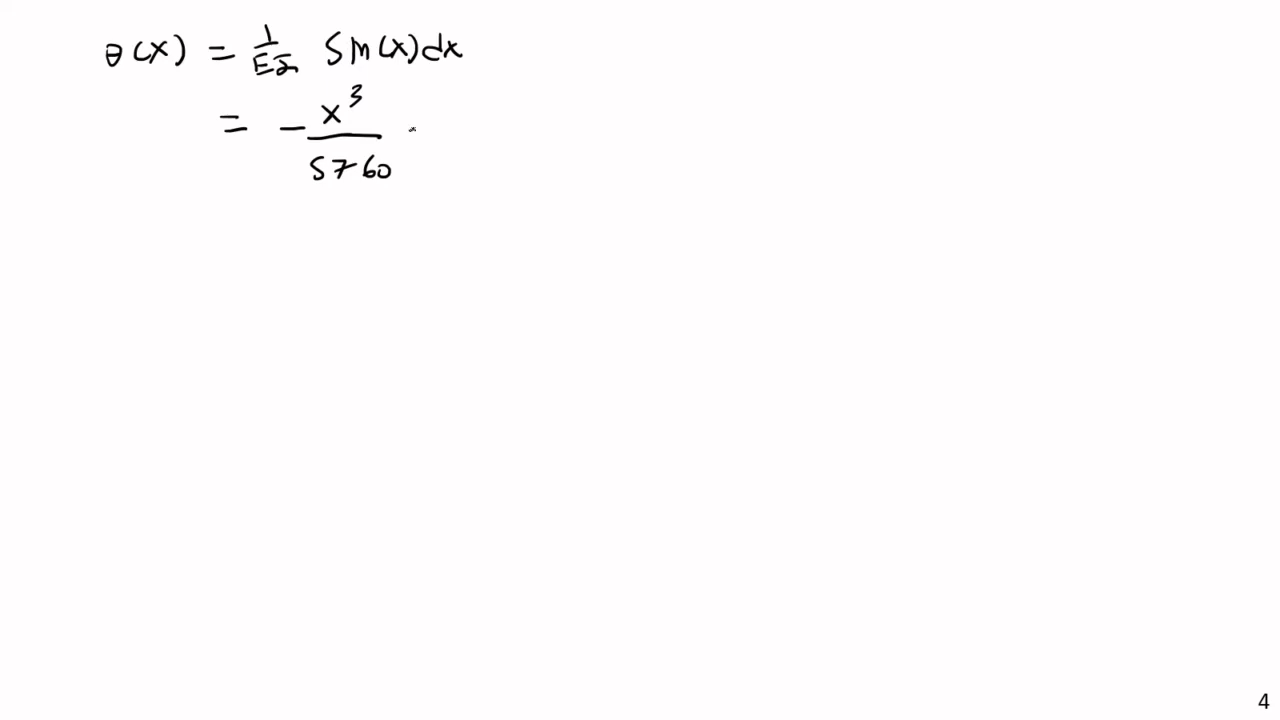 θ(x) = 1/EI ∫m(x)dx
= - x³/5760
4